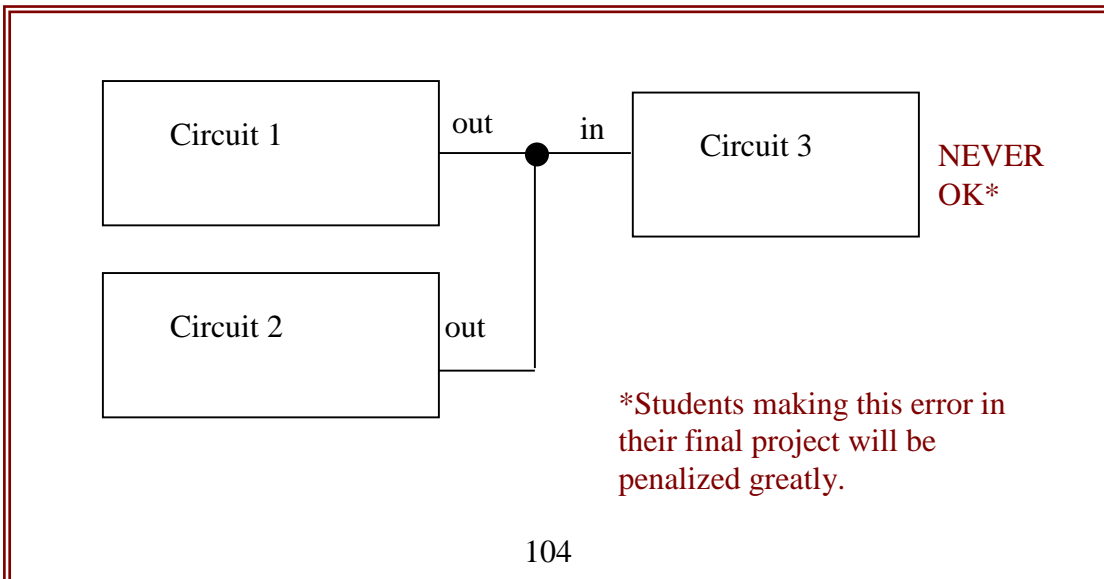 Circuit 1
out
in
Circuit 3
NEVER
OK*
Circuit 2
out
*Students making this error in
their final project will be
penalized greatly.
104